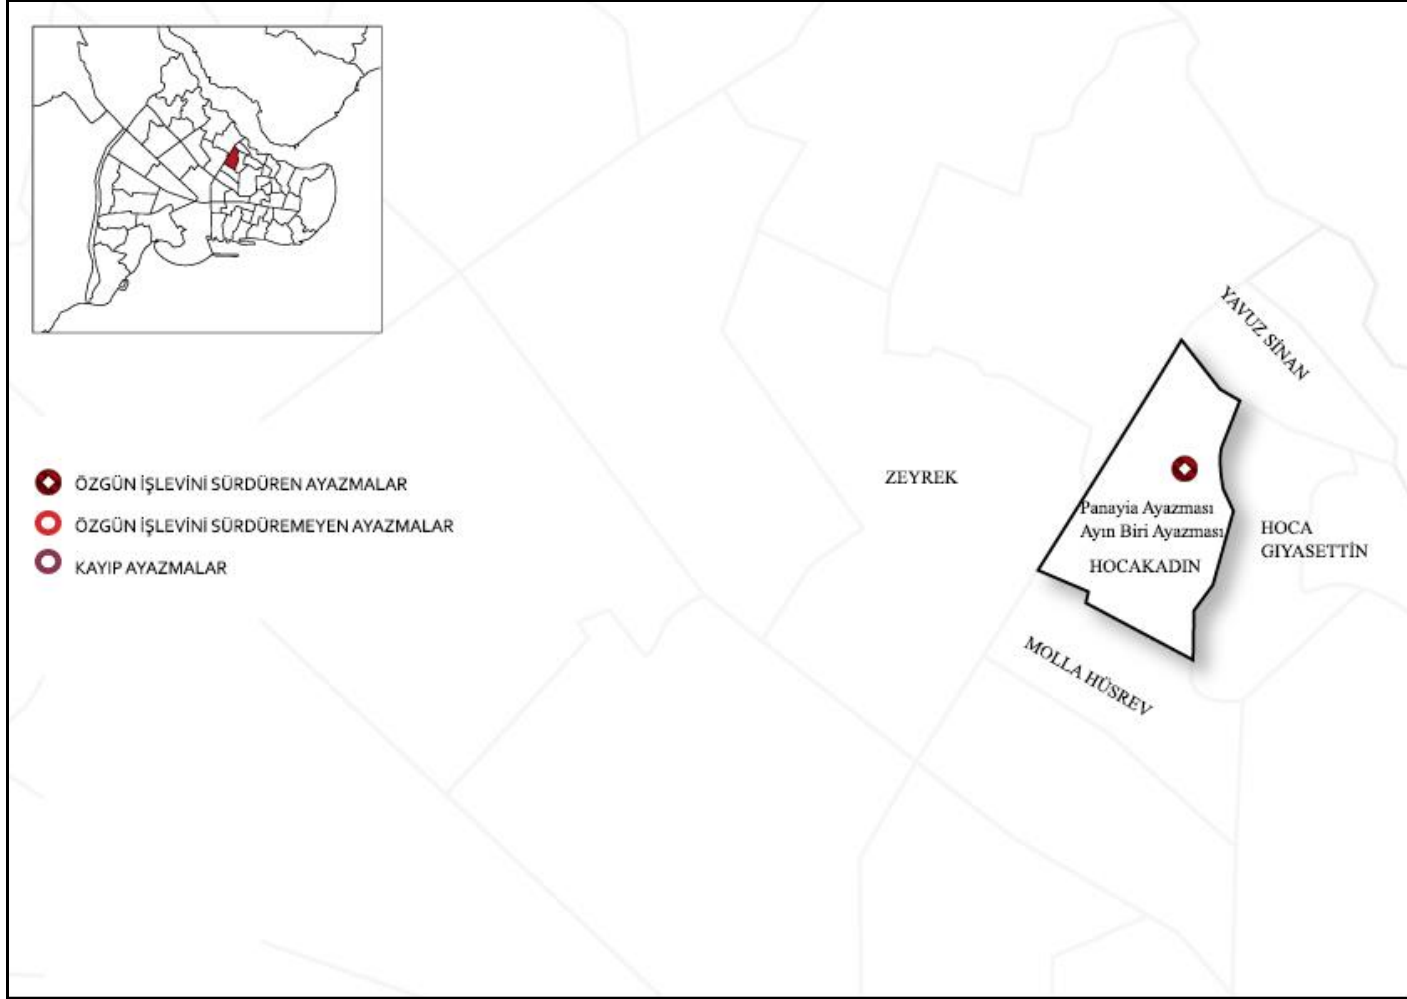 ÖZGÜN İŞLEVİNİ SÜRDÜREN AYAZMALAR
ÖZGÜN İŞLEVİNİ SÜRDÜREMEYEN AYAZMALAR
KAYIP AYAZMALAR
YAVUZ SİNAN
ZEYREK
Panayia Ayazması
Ayın Biri Ayazması
HOCAKADIN
HOCA
GIYASETTİN
MOLLA HÜSREV